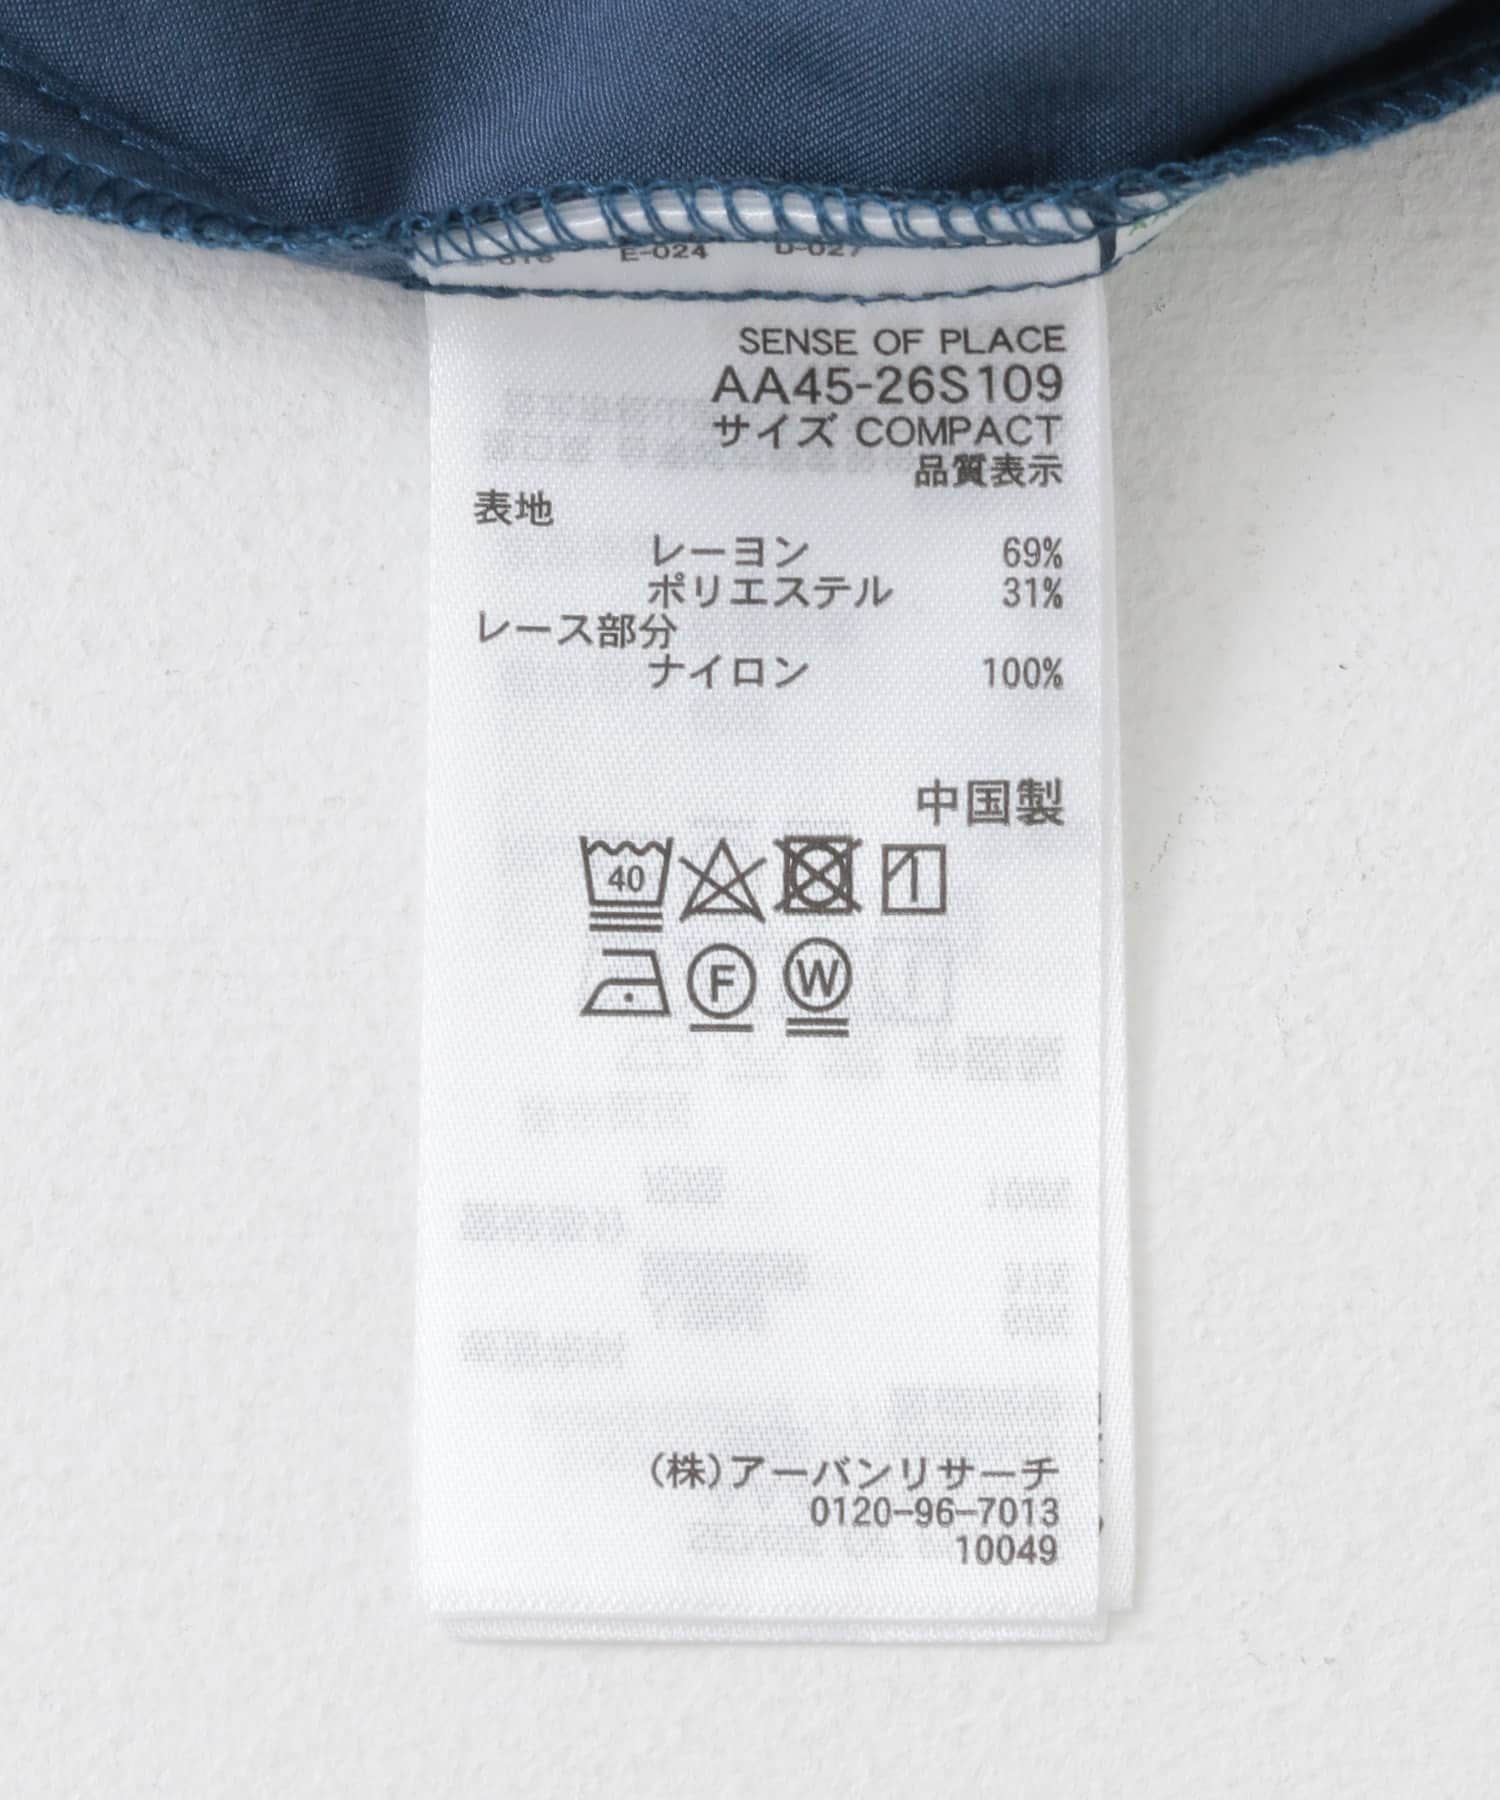 E-024 D-027
SENSE OF PLACE
AA45-26S109
サイズ COMPACT
品質表示
表地
レーヨン 69%
ポリエステル 31%
レース部分
ナイロン 100%
中国製
40
F W
(株)アーバンリサーチ
0120-96-7013
10049